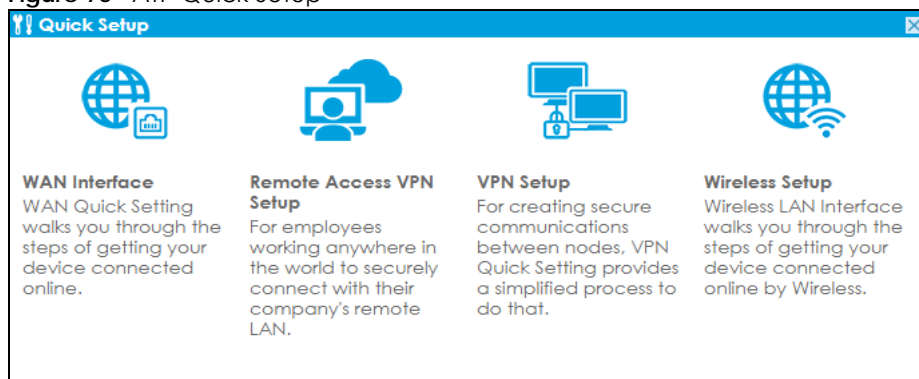 Figure Quick Setup
Quick Setup
WAN Interface
WAN Quick Setting
walks you through the
steps of getting your
device connected
online.
Remote Access VPN
Setup
For employees
working anywhere in
the world to securely
connect with their
company's remote
LAN.
VPN Setup
For creating secure
communications
between nodes, VPN
Quick Setting provides
a simplified process to
do that.
Wireless Setup
Wireless LAN Interface
walks you through the
steps of getting your
device connected
online by Wireless.